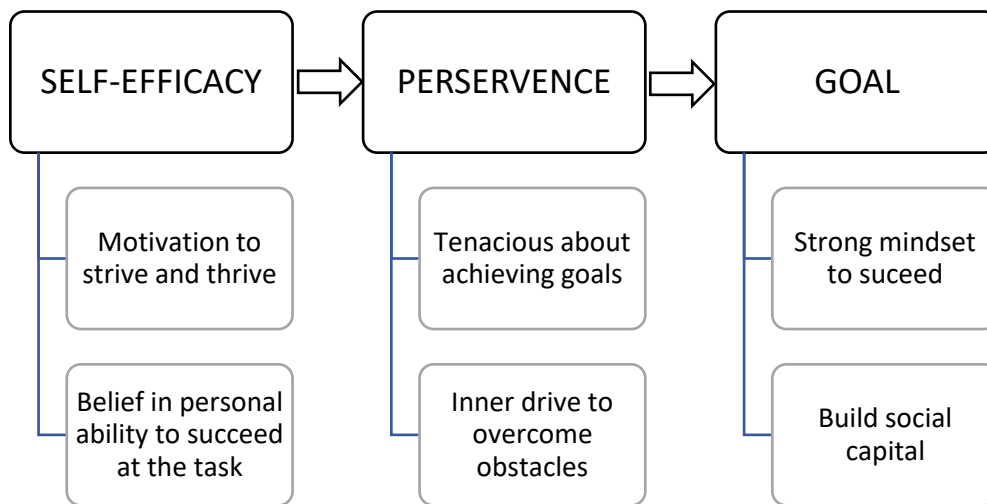 SELF-EFFICACY
Motivation to
strive and thrive
Belief in personal
ability to succeed
at the task
PERSERVENCE
Tenacious about
achieving goals
Inner drive to
overcome
obstacles
GOAL
Strong mindset
to suceed
Build social
capital